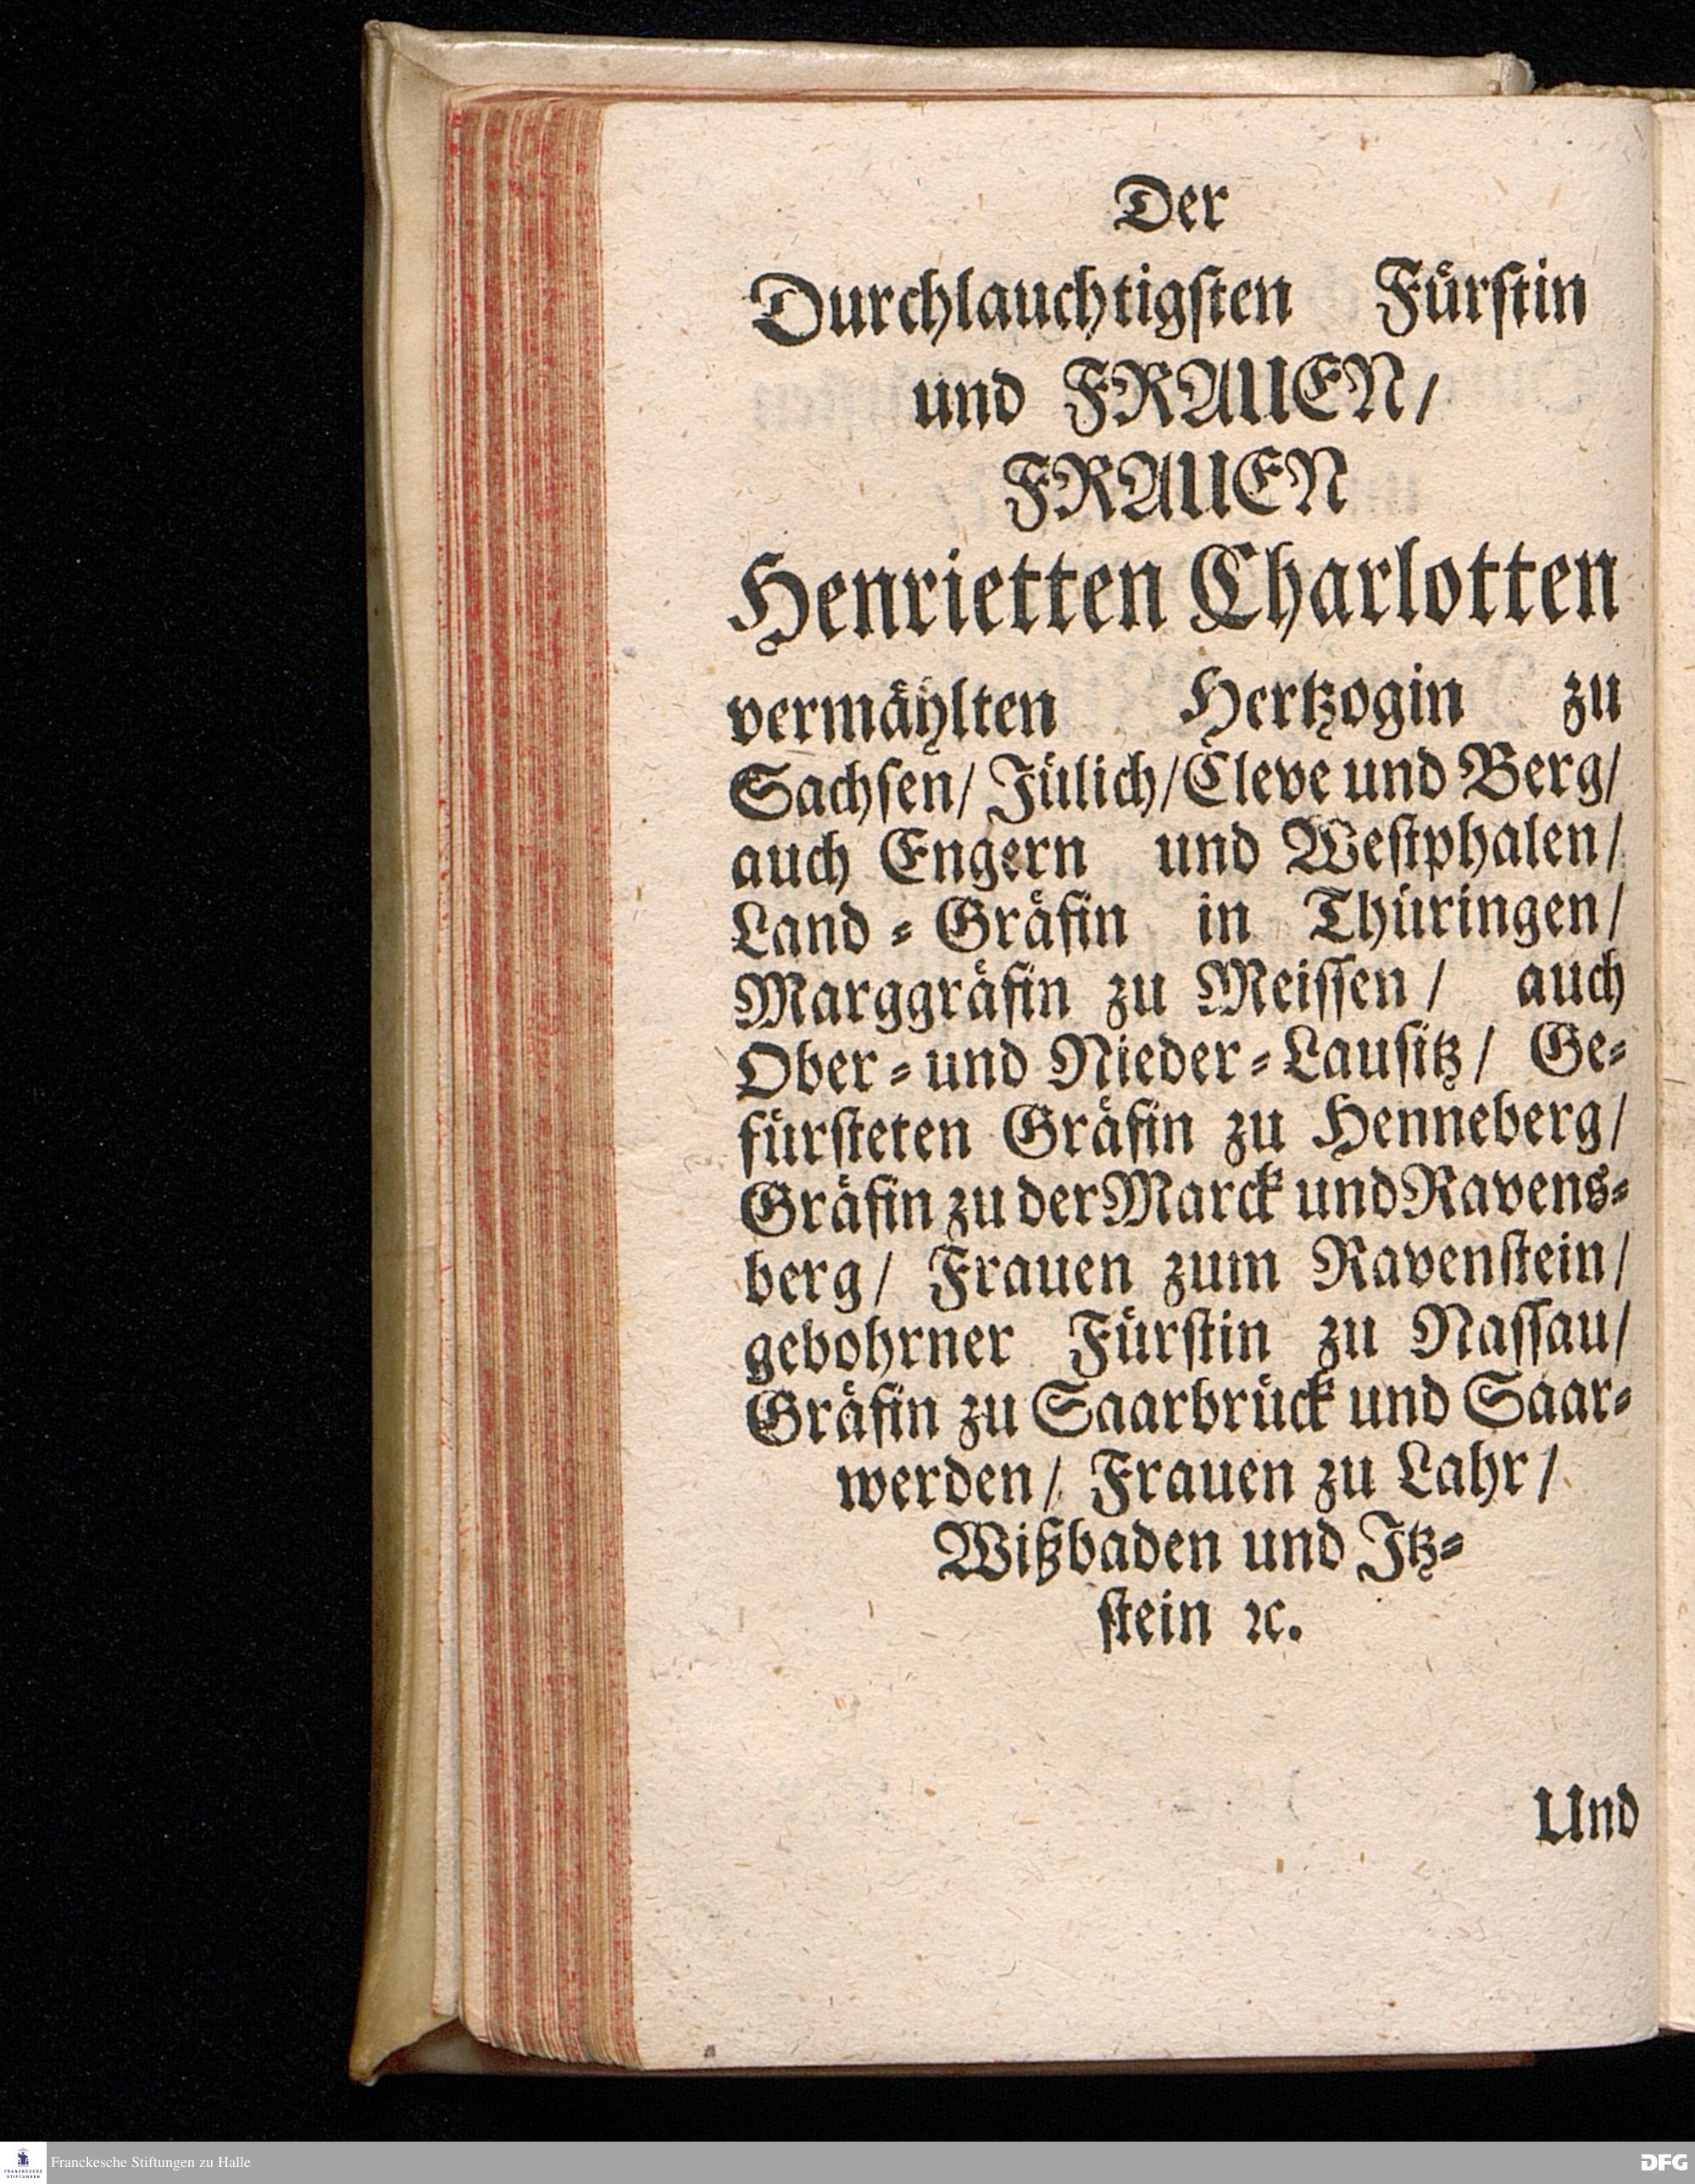 Der
Durchlauchtigſten Fürſtin
und FRAUEN/
FRAUEN
Henrietten Charlotten
vermählten Hertzogin zu
Sachſen/ Jülich/ Cleve und Berg/
auch Engern und Weſtphalen/
Land-Gräfin in Thüringen/
Marggräfin zu Meiſſen/ auch
Ober- und Nieder-Lauſitz/ Ge-
fürſteten Gräfin zu Henneberg/
Gräfin zu der Marck und Ravens-
berg/ Frauen zum Ravenſtein/
gebohrner Fürſtin zu Naſſau/
Gräfin zu Saarbrück und Saar-
werden/ Frauen zu Lahr/
Wißbaden und Itz-
ſtein ꝛc.
Und
FRANCKESCHE
STIFTUNGEN
Franckesche Stiftungen zu Halle
DFG